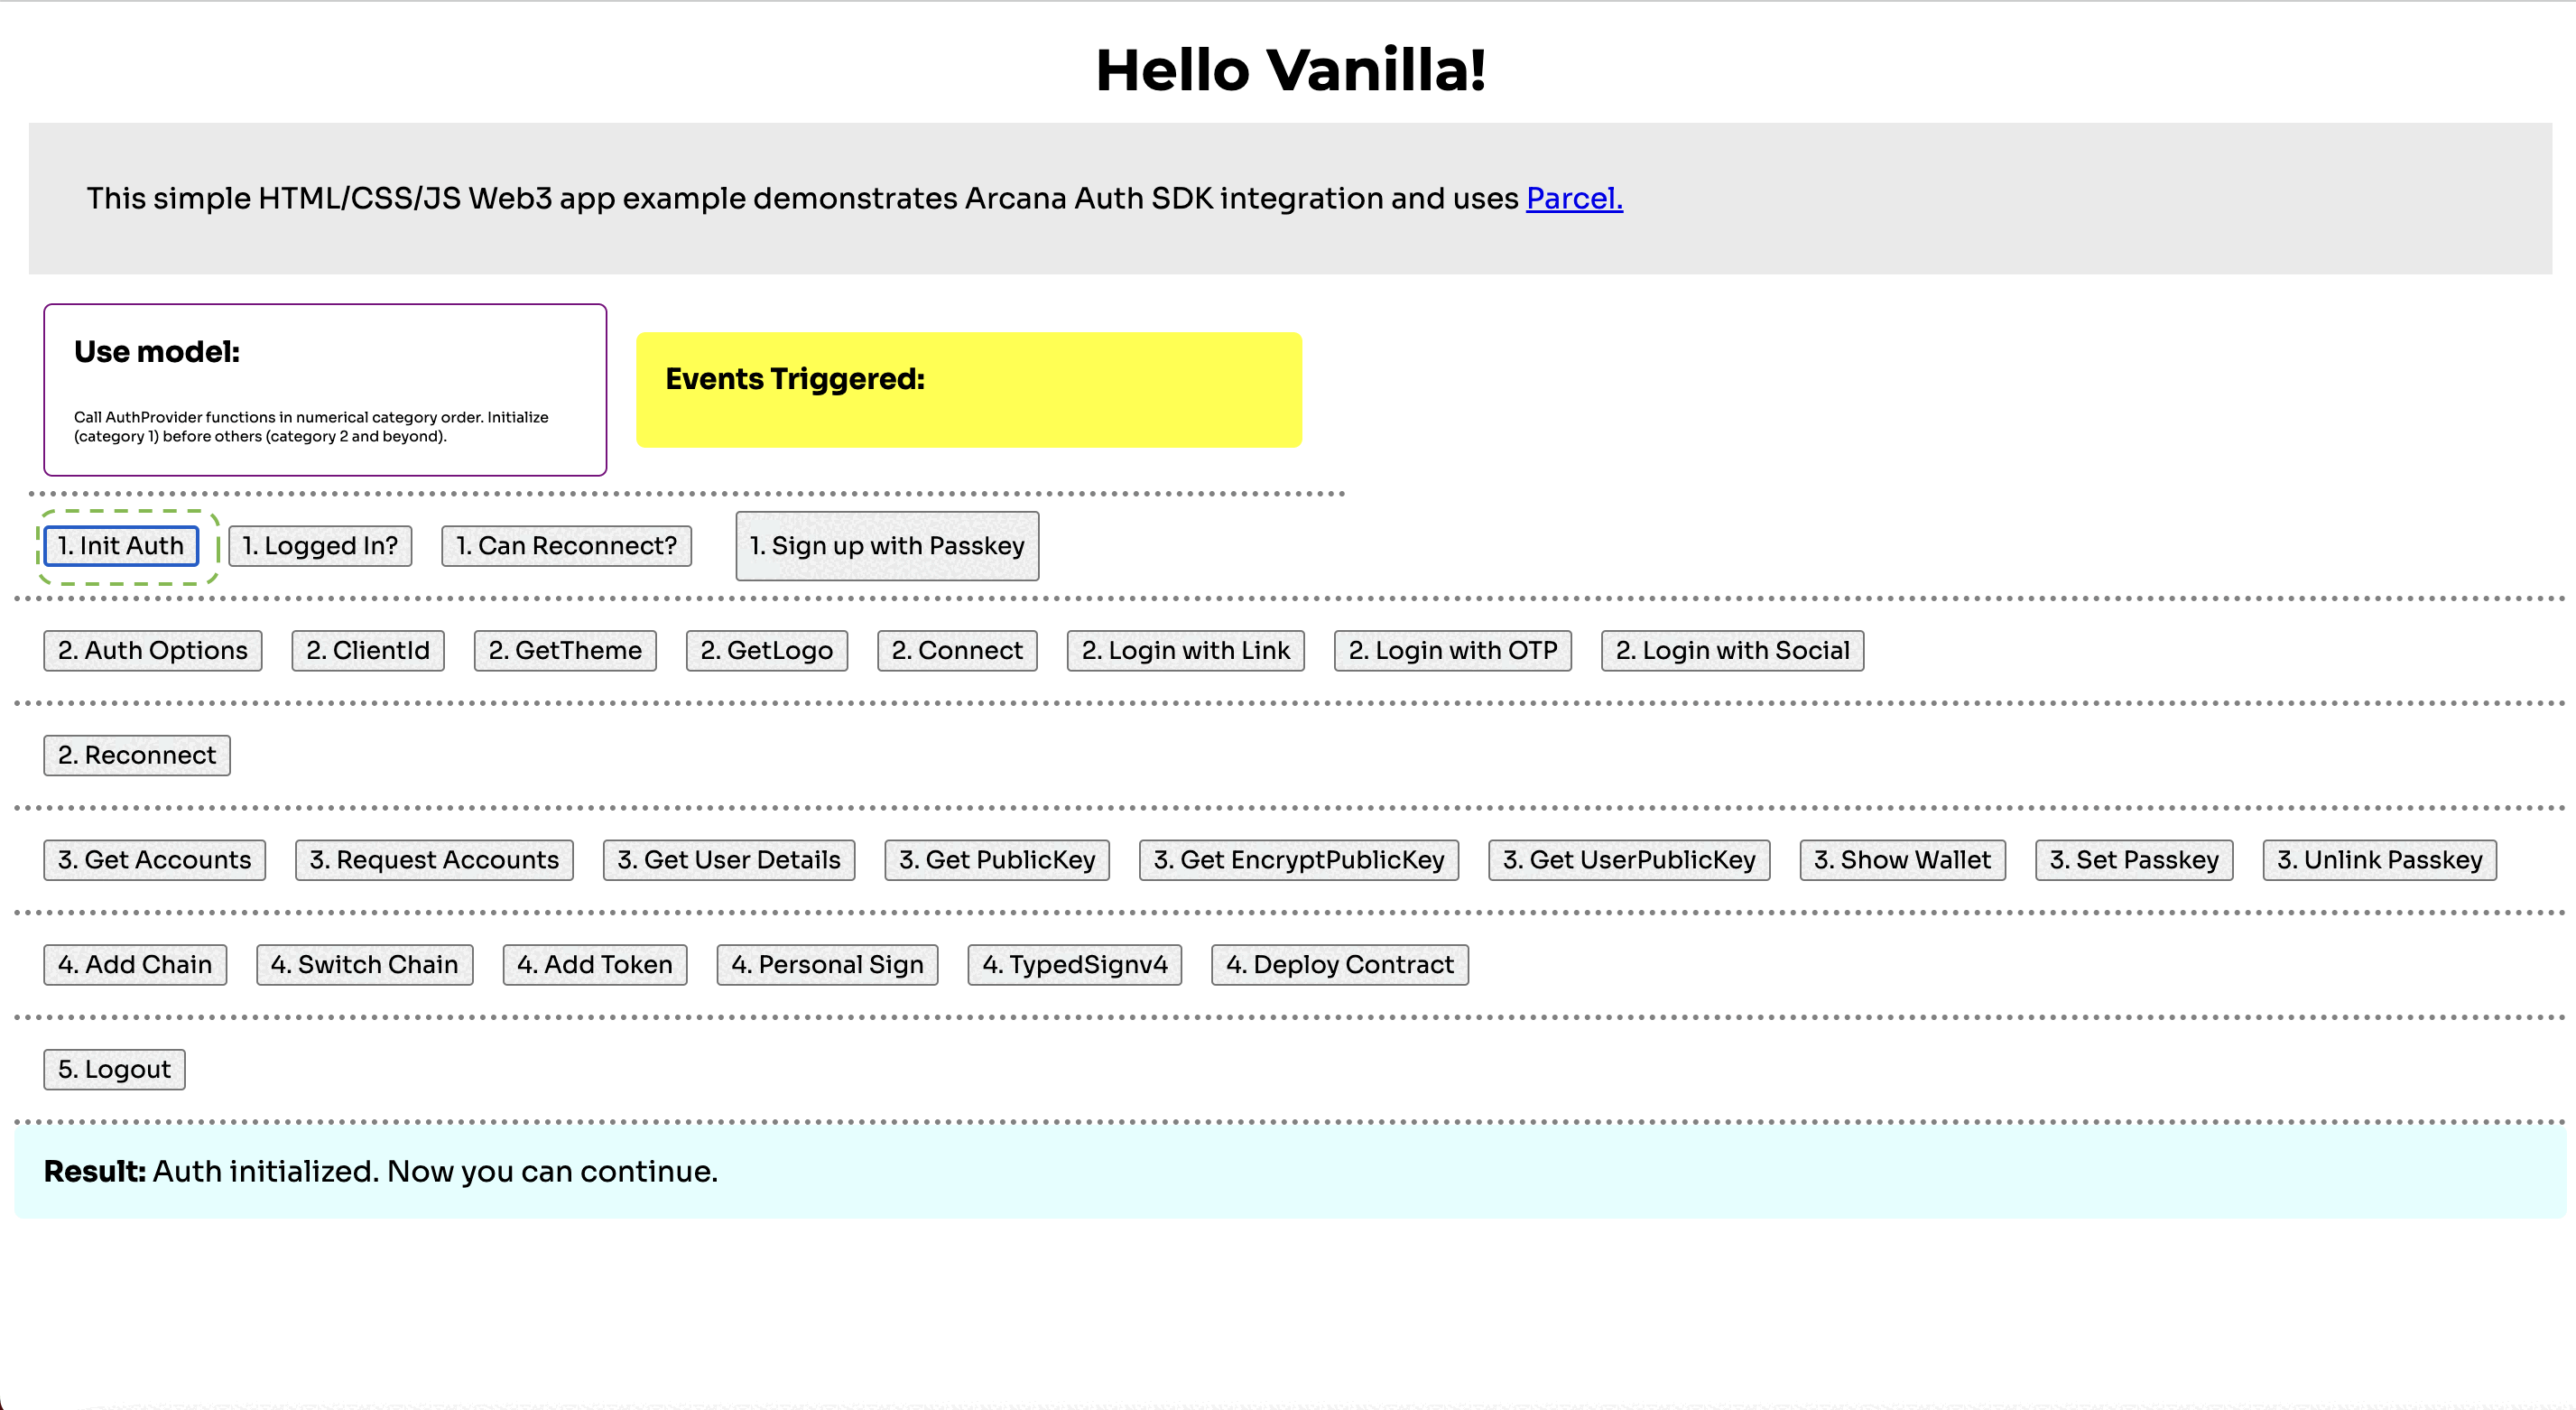 Hello Vanilla!
This simple HTML/CSS/JS Web3 app example demonstrates Arcana Auth SDK integration and uses Parcel.
Use model:
Call AuthProvider functions in numerical category order. Initialize
(category 1) before others (category 2 and beyond).
Events Triggered:
1. Init Auth 1. Logged In? 1. Can Reconnect? 1. Sign up with Passkey
2. Auth Options 2. ClientId 2. GetTheme 2. GetLogo 2. Connect 2. Login with Link 2. Login with OTP 2. Login with Social
2. Reconnect
3. Get Accounts 3. Request Accounts 3. Get User Details 3. Get PublicKey 3. Get EncryptPublicKey 3. Get UserPublicKey 3. Show Wallet 3. Set Passkey 3. Unlink Passkey
4. Add Chain 4. Switch Chain 4. Add Token 4. Personal Sign 4. TypedSignv4 4. Deploy Contract
5. Logout
Result: Auth initialized. Now you can continue.